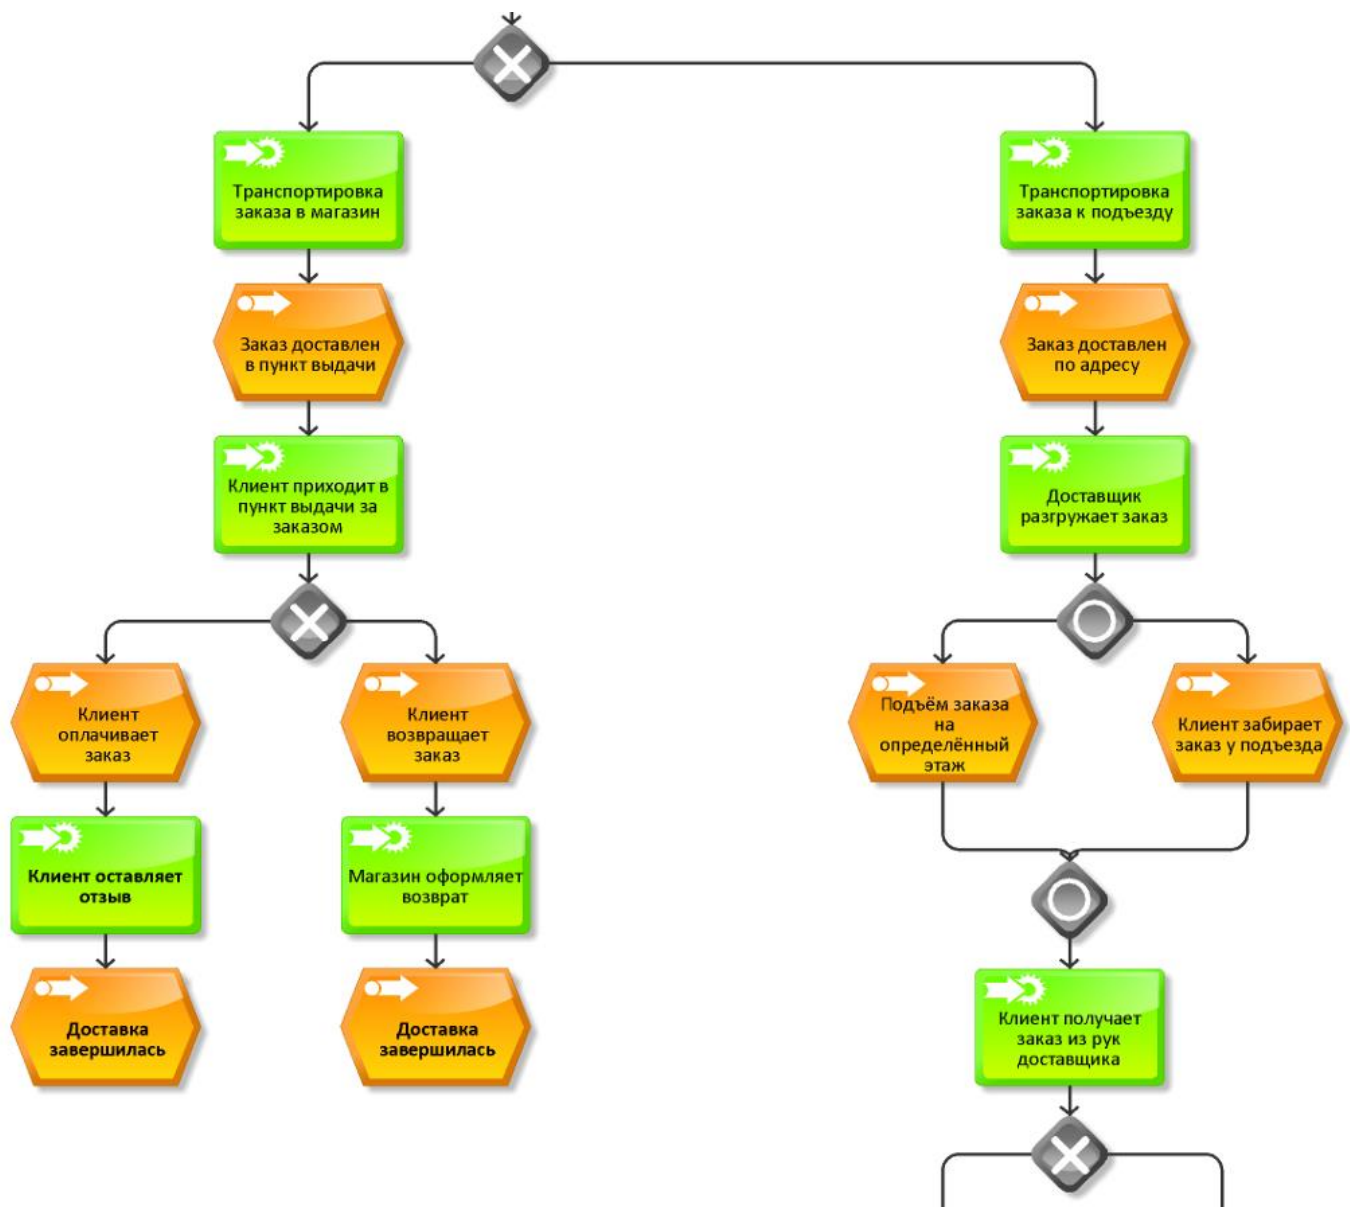 Транспортировка
заказа в магазин
Транспортировка
заказа к подъезду
Заказ доставлен
в пункт выдачи
Заказ доставлен
по адресу
Клиент приходит в
пункт выдачи за
заказом
Доставщик
разгружает заказ
Клиент
оплачивает
заказ
Клиент
возвращает
заказ
Подъём заказа
на
определённый
этаж
Клиент забирает
заказ у подъезда
Клиент оставляет
отзыв
Магазин оформляет
возврат
Доставка
завершилась
Доставка
завершилась
Клиент получает
заказ из рук
доставщика